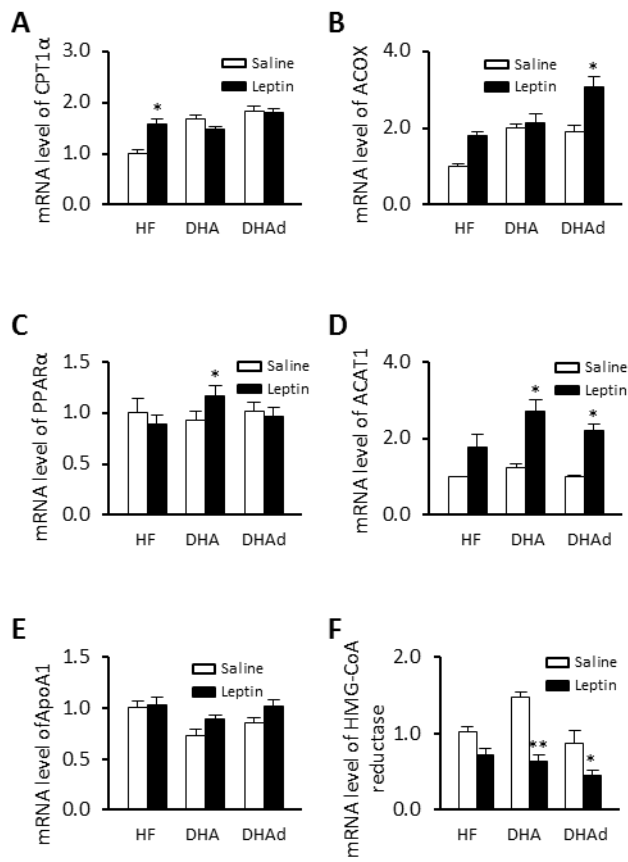 A
mRNA level of CPT1α
3.0
2.0
1.0
0.0
Saline
Leptin
*
HF DHA DHAd
B
mRNA level of ACOX
4.0
2.0
0.0
Saline
Leptin
*
HF DHA DHAd
C
mRNA level of PPARα
1.5
1.0
0.5
0.0
Saline
Leptin
*
HF DHA DHAd
D
mRNA level of ACAT1
4.0
2.0
0.0
Saline
Leptin
* *
HF DHA DHAd
E
mRNA level ofApoA1
1.5
1.0
0.5
0.0
Saline
Leptin
HF DHA DHAd
F
mRNA level of HMG-CoA
reductase
2.0
1.0
0.0
Saline
Leptin
** *
HF DHA DHAd